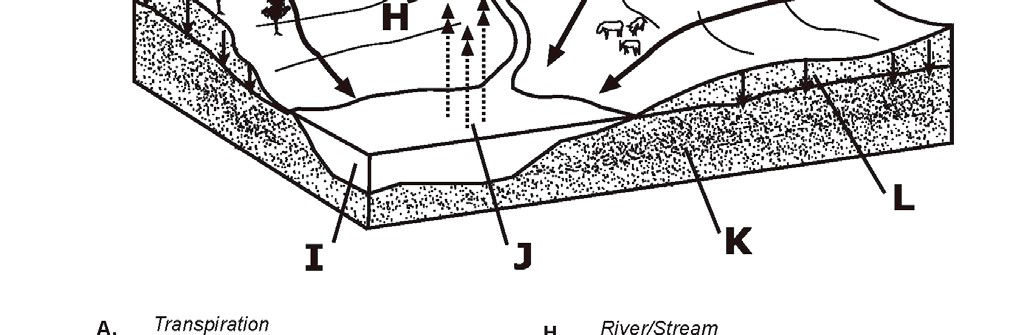 H
I
J
K
L
A. Transpiration
H River/Stream